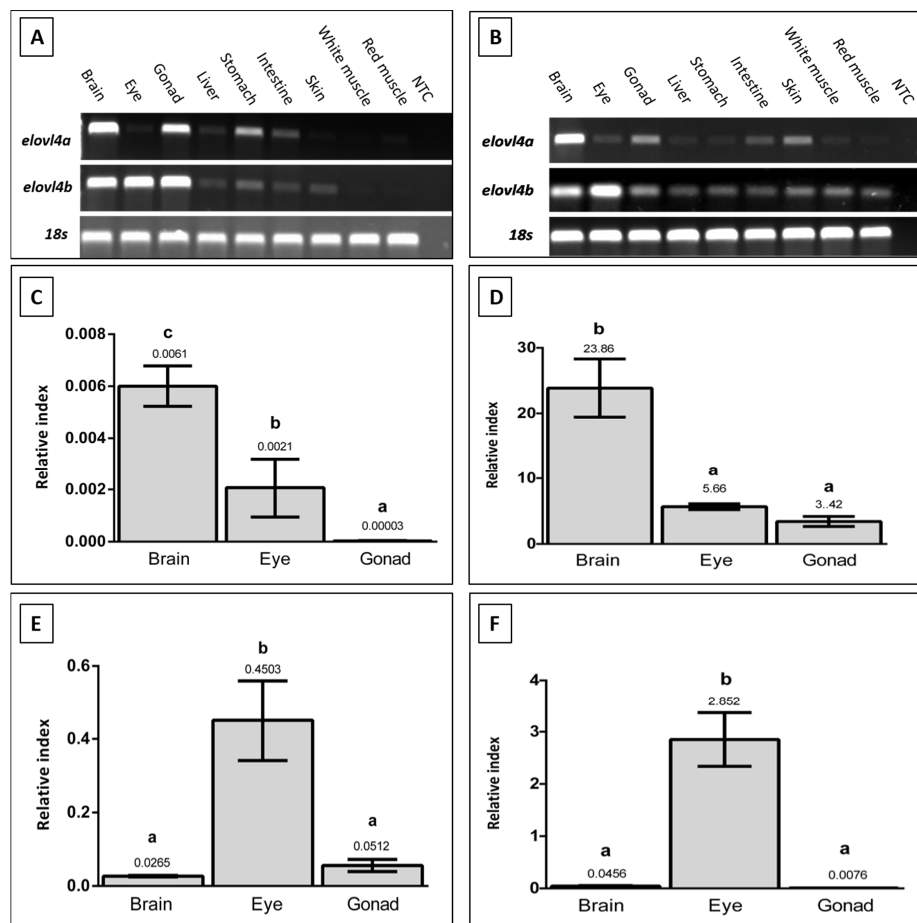 A
Brain
Eye
Gonad
Liver
Stomach
Intestine
Skin
White muscle
Red muscle
NTC
elovl4a
elovl4b
18s
B
Brain
Eye
Gonad
Liver
Stomach
Intestine
Skin
White muscle
Red muscle
NTC
elovl4a
elovl4b
18s
C
Relative index
0.008
0.006
0.004
0.002
0.000
c
0.0061
b
0.0021
a
0.00003
Brain Eye Gonad
D
Relative index
30
20
10
0
b
23.86
a
5.66
a
3..42
Brain Eye Gonad
E
Relative index
0.6
0.4
0.2
0.0
a
0.0265
b
0.4503
a
0.0512
Brain Eye Gonad
F
Relative index
4
3
2
1
0
a
0.0456
b
2.852
a
0.0076
Brain Eye Gonad